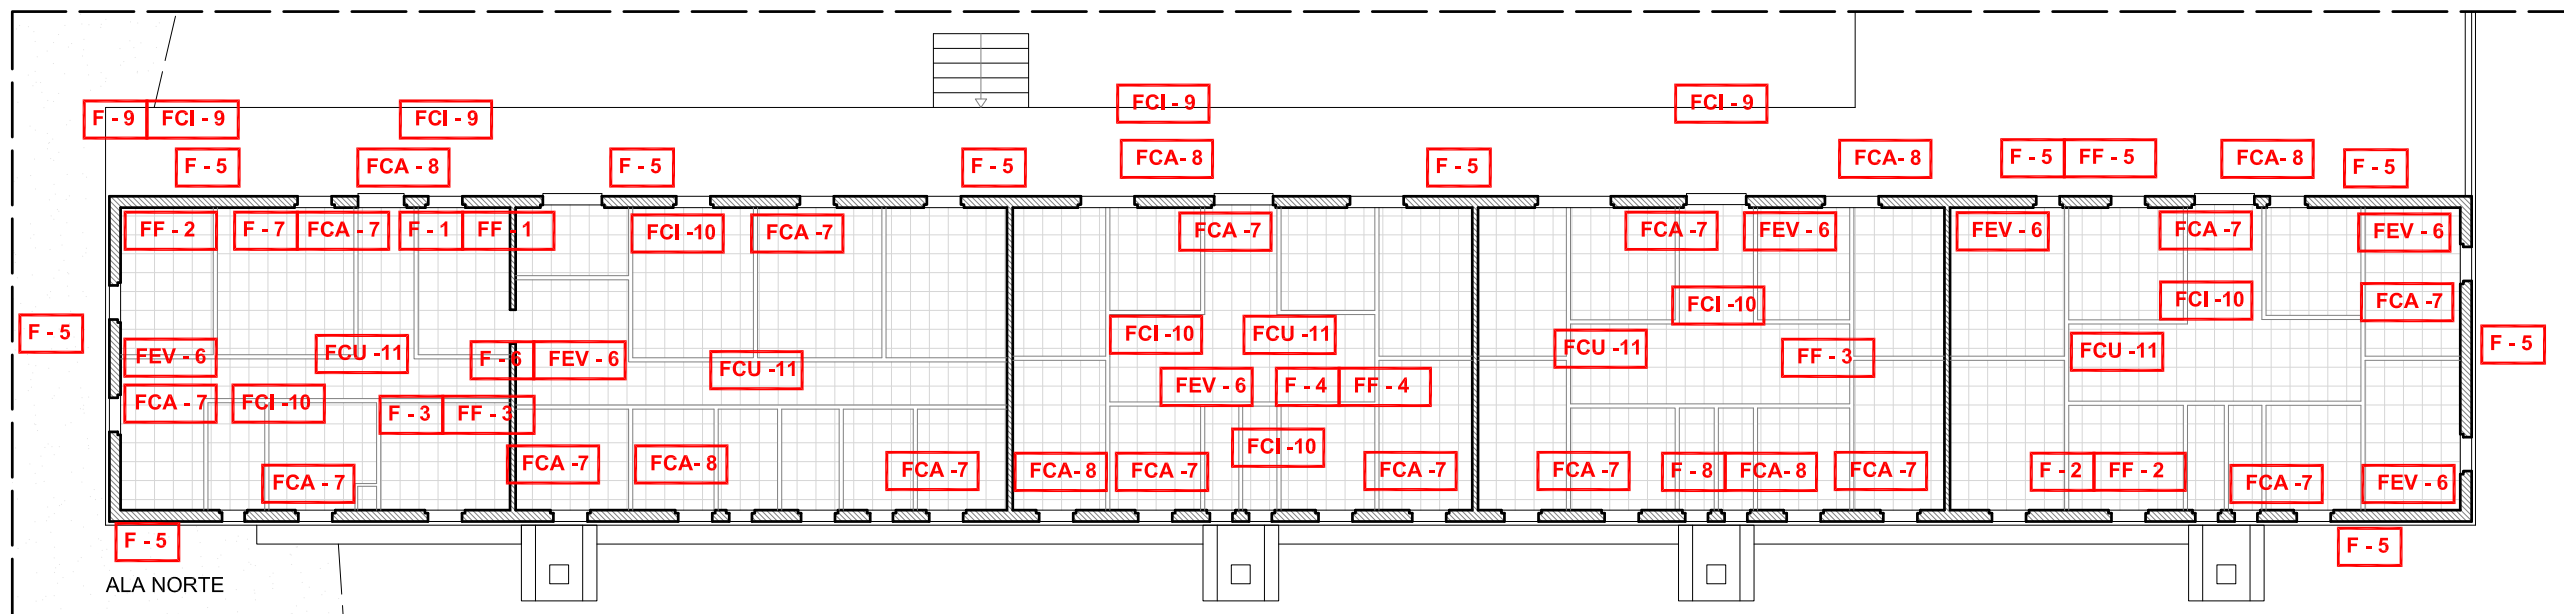 FCI - 9 FCI - 9
F - 9 FCI - 9 FCI - 9
F - 5 FCA - 8 F - 5 F - 5 FCA- 8 F - 5 FCA- 8 F - 5 FF - 5 FCA- 8 F - 5
FF - 2 F - 7 FCA - 7 F - 1 FF - 1 FCI -10 FCA -7 FCA -7 FCA -7 FEV - 6 FEV - 6 FCA -7 FEV - 6
FCI -10 FCI -10 FCA -7
F - 5 FCI -10 FCU -11 F - 5
FEV - 6 FCU -11 F - 6 FEV - 6 FCU -11 FCU -11 FF - 3 FCU -11
FEV - 6 F - 4 FF - 4
FCA - 7 FCI -10 F - 3 FF - 3
FCI -10
FCA -7 FCA- 8 FCA -7 FCA- 8 FCA -7 FCA -7 FCA -7 F - 8 FCA- 8 FCA -7 F - 2 FF - 2
FCA - 7 FCA -7 FEV - 6
F - 5 F - 5
ALA NORTE